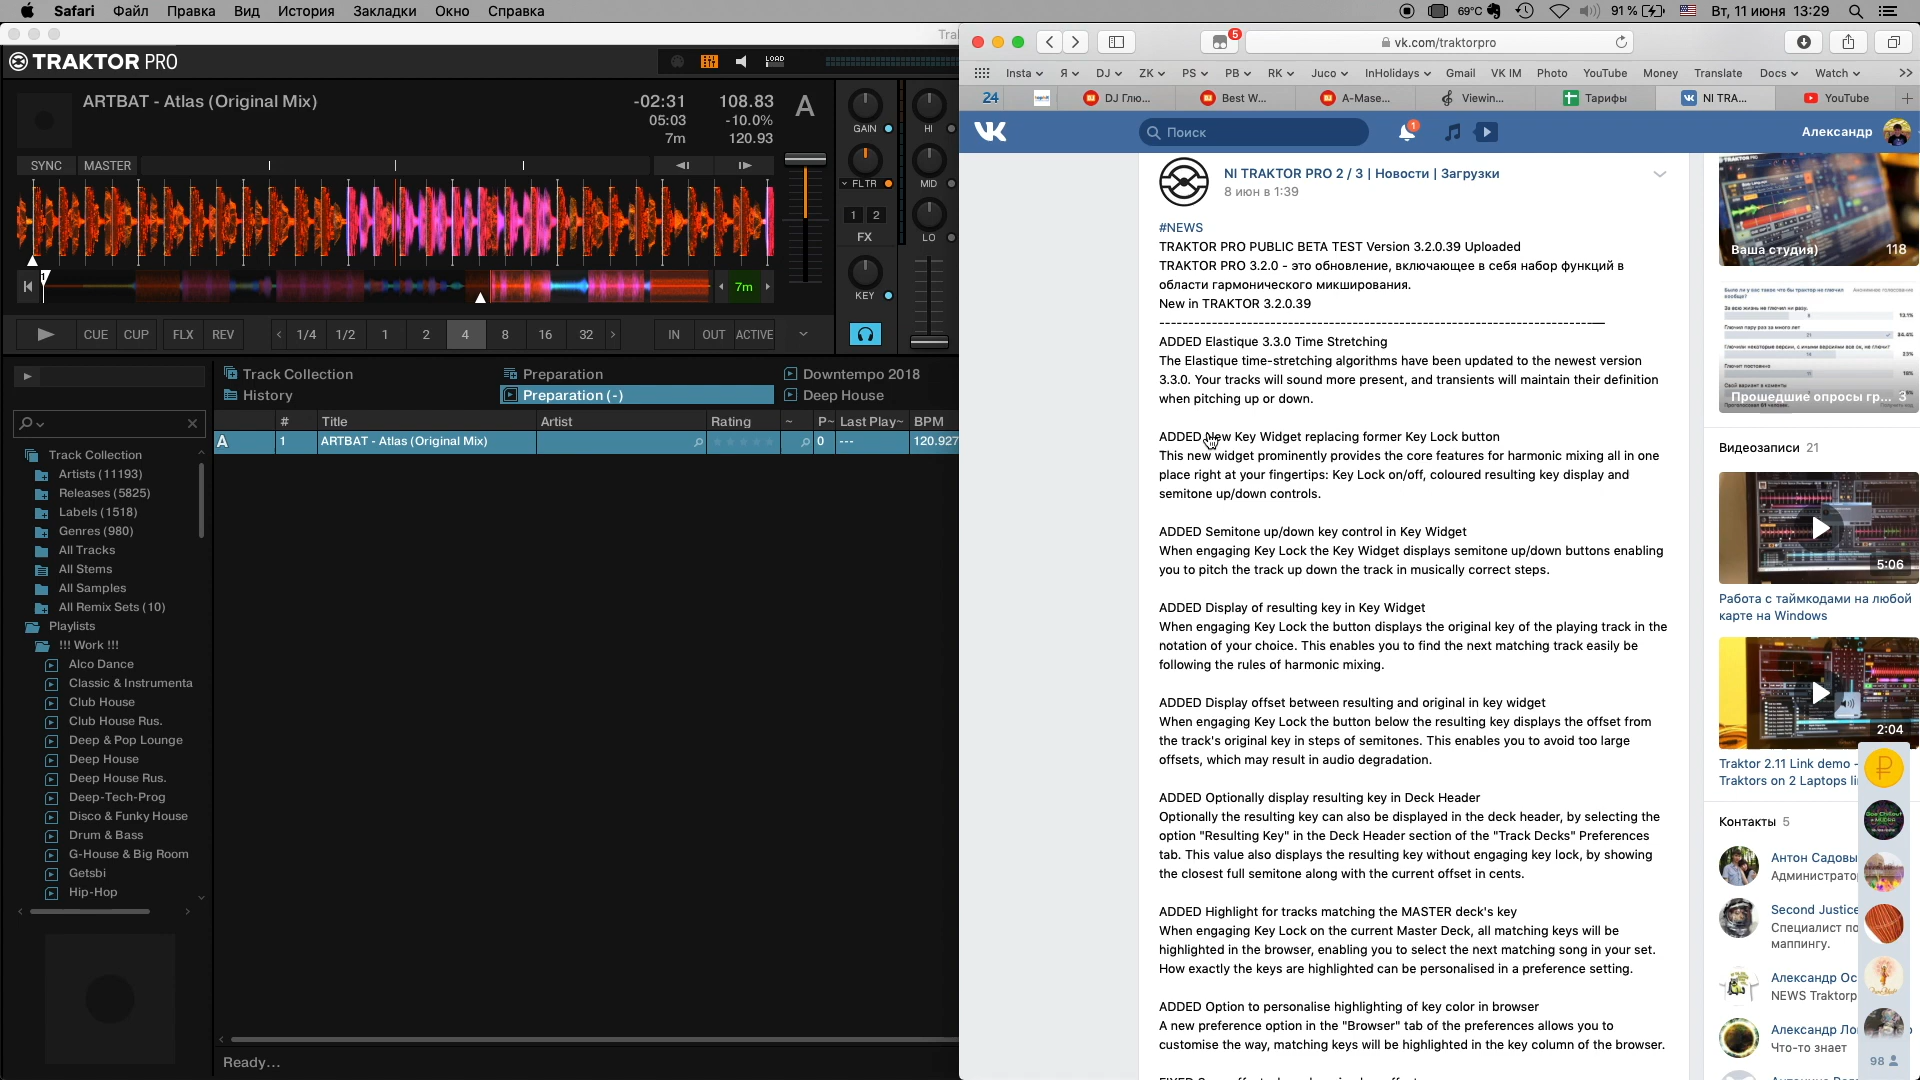 Safari Файл Правка Вид История Закладки Окно Справка
69°C 91 % Вт, 11 июня 13:29
TRAKTOR PRO
LOAD
ARTBAT - Atlas (Original Mix)
-02:31 108.83 A
05:03 -10.0%
7m 120.93
SYNC MASTER
GAIN HI
FLTR MID
1 2
FX LO
KEY
7m
CUE CUP FLX REV 1/4 1/2 1 2 4 8 16 32 IN OUT ACTIVE
Track Collection Preparation Downtempo 2018
History Preparation (-) Deep House
# Title Artist Rating ~ P~ Last Play~ BPM
A 1 ARTBAT - Atlas (Original Mix) 0 --- 120.927
Track Collection
Artists (11193)
Releases (5825)
Labels (1518)
Genres (980)
All Tracks
All Stems
All Samples
All Remix Sets (10)
Playlists
!!! Work !!!
Alco Dance
Classic & Instrumenta
Club House
Club House Rus.
Deep & Pop Lounge
Deep House
Deep House Rus.
Deep-Tech-Prog
Disco & Funky House
Drum & Bass
G-House & Big Room
Getsbi
Hip-Hop
Ready...
5
vk.com/traktorpro
Insta Я DJ ZK PS PB RK Juco InHolidays Gmail VK IM Photo YouTube Money Translate Docs Watch
24 DJ Глю... Best W... A-Mase... Viewin... Тарифы NI TRA... YouTube
Поиск
1
Александр
NI TRAKTOR PRO 2 / 3 | Новости | Загрузки
8 июн в 1:39
#NEWS
TRAKTOR PRO PUBLIC BETA TEST Version 3.2.0.39 Uploaded
TRAKTOR PRO 3.2.0 - это обновление, включающее в себя набор функций в
области гармонического микширования.
New in TRAKTOR 3.2.0.39
ADDED Elastique 3.3.0 Time Stretching
The Elastique time-stretching algorithms have been updated to the newest version
3.3.0. Your tracks will sound more present, and transients will maintain their definition
when pitching up or down.
ADDED New Key Widget replacing former Key Lock button
This new widget prominently provides the core features for harmonic mixing all in one
place right at your fingertips: Key Lock on/off, coloured resulting key display and
semitone up/down controls.
ADDED Semitone up/down key control in Key Widget
When engaging Key Lock the Key Widget displays semitone up/down buttons enabling
you to pitch the track up down the track in musically correct steps.
ADDED Display of resulting key in Key Widget
When engaging Key Lock the button displays the original key of the playing track in the
notation of your choice. This enables you to find the next matching track easily be
following the rules of harmonic mixing.
ADDED Display offset between resulting and original in key widget
When engaging Key Lock the button below the resulting key displays the offset from
the track's original key in steps of semitones. This enables you to avoid too large
offsets, which may result in audio degradation.
ADDED Optionally display resulting key in Deck Header
Optionally the resulting key can also be displayed in the deck header, by selecting the
option "Resulting Key" in the Deck Header section of the "Track Decks" Preferences
tab. This value also displays the resulting key without engaging key lock, by showing
the closest full semitone along with the current offset in cents.
ADDED Highlight for tracks matching the MASTER deck's key
When engaging Key Lock on the current Master Deck, all matching keys will be
highlighted in the browser, enabling you to select the next matching song in your set.
How exactly the keys are highlighted can be personalised in a preference setting.
ADDED Option to personalise highlighting of key color in browser
A new preference option in the "Browser" tab of the preferences allows you to
customise the way, matching keys will be highlighted in the key column of the browser.
Ваша студия) 118
Прошедшие опросы гр... 3
Видеозаписи 21
5:06
Работа с таймкодами на любой
карте на Windows
2:04
Traktor 2.11 Link demo -
Traktors on 2 Laptops
Контакты 5
Антон Садовы
Администрато
Second Justice
Специалист по
маппингу.
Александр Ос
NEWS Traktorp
Александр Ло
Что-то знает
98